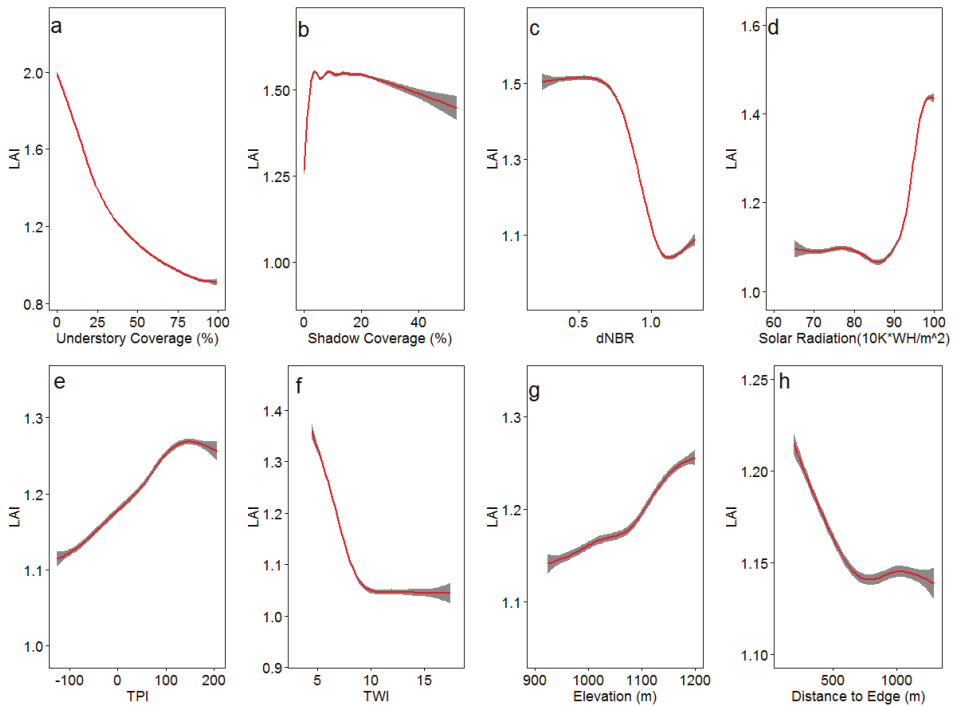 a
2.0
1.6
1.2
0.8
LAI
0 25 50 75 100
Understory Coverage (%)
b
1.50
1.25
1.00
LAI
0 20 40
Shadow Coverage (%)
c
1.5
1.3
1.1
LAI
0.5 1.0
dNBR
d
1.6
1.4
1.2
1.0
LAI
60 70 80 90 100
Solar Radiation(10K*WH/m^2)
e
1.3
1.2
1.1
1.0
LAI
-100 0 100 200
TPI
f
1.4
1.3
1.2
1.1
1.0
0.9
LAI
5 10 15
TWI
g
1.3
1.2
1.1
LAI
900 1000 1100 1200
Elevation (m)
h
1.25
1.20
1.15
1.10
LAI
500 1000
Distance to Edge (m)